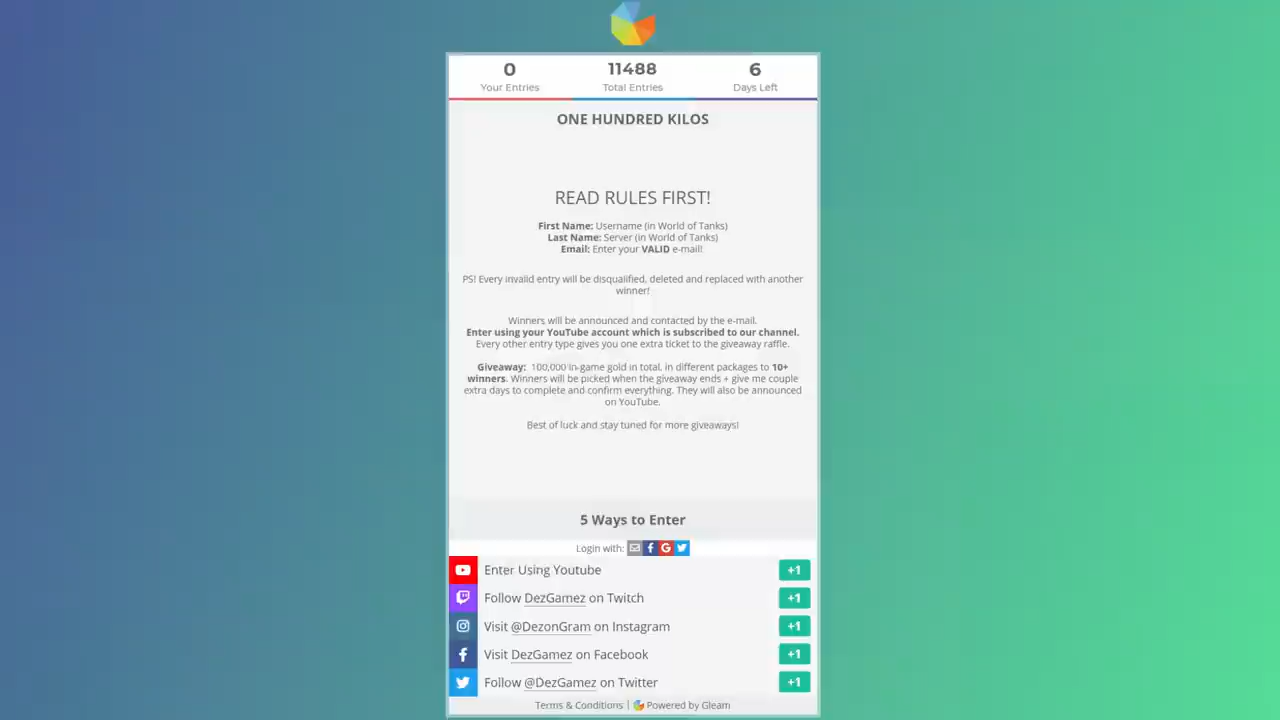 0 11488 6
Your Entries Total Entries Days Left
ONE HUNDRED KILOS
READ RULES FIRST!
First Name: Username (in World of Tanks)
Last Name: Server (in World of Tanks)
Email: Enter your VALID e-mail!
PS! Every invalid entry will be disqualified, deleted and replaced with another
winner!
Winners will be announced and contacted by the e-mail.
Enter using your YouTube account which is subscribed to our channel.
Every other entry type gives you one extra ticket to the giveaway raffle.
Giveaway: 100,000 in-game gold in total, in different packages to 10+
winners. Winners will be picked when the giveaway ends + give me couple
extra days to complete and confirm everything. They will also be announced
on YouTube.
Best of luck and stay tuned for more giveaways!
5 Ways to Enter
Login with:
Enter Using Youtube +1
Follow DezGamez on Twitch +1
Visit @DezonGram on Instagram +1
Visit DezGamez on Facebook +1
Follow @DezGamez on Twitter +1
Terms & Conditions | Powered by Gleam